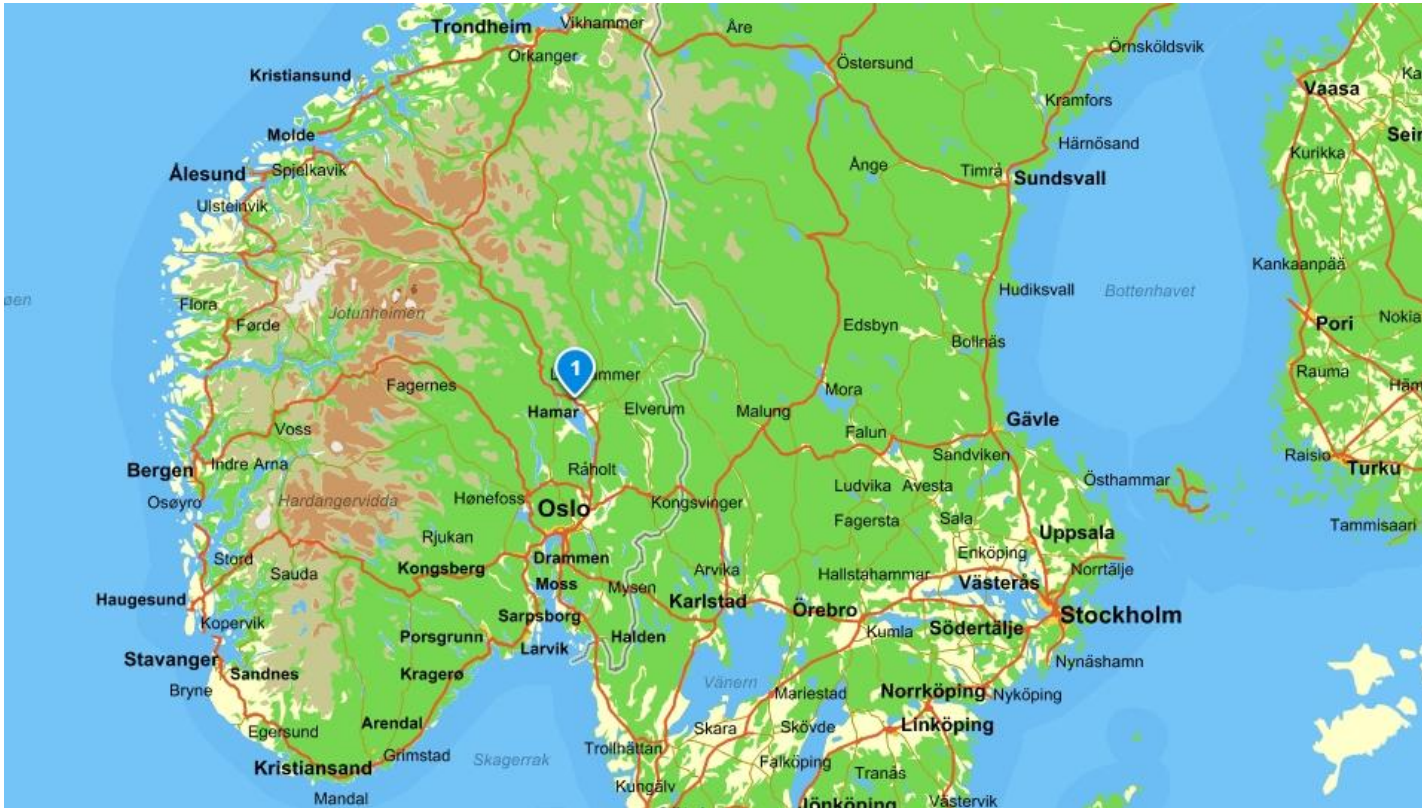 Trondheim
Vikhammer
Åre
Örnsköldsvik
Orkanger
Östersund
Kristiansund
Vaasa
Kramfors
Molde
Härnösand
Kurikka
Ålesund
Spjelkavik
Ånge
Timrå
Sundsvall
Ulsteinvik
Kankaanpää
Hudiksvall
Bottenhavet
Flora
Jotunheimen
Førde
Edsbyn
Pori
Nokia
Bollnäs
1
Rauma
Fagernes
Mora
Hamar
Elverum
Malung
Gävle
Voss
Falun
Sandviken
Bergen
Indre Arna
Råholt
Raisio
Turku
Osøyro
Hardangervidda
Hønefoss
Oslo
Kongsvinger
Ludvika
Avesta
Östhammar
Fagersta
Sala
Uppsala
Tammisaari
Rjukan
Stord
Drammen
Enköping
Sauda
Kongsberg
Moss
Mysen
Arvika
Hallstahammar
Västerås
Norrtälje
Haugesund
Karlstad
Örebro
Stockholm
Kopervik
Sarpsborg
Porsgrunn
Halden
Kumla
Södertälje
Stavanger
Larvik
Nynäshamn
Sandnes
Kragerø
Bryne
Vänern
Mariestad
Norrköping
Nyköping
Egersund
Arendal
Skara
Skövde
Linköping
Grimstad
Skagerrak
Trollhättan
Kristiansand
Falköping
Tranås
Mandal
Kungälv
Jönköping
Västervik